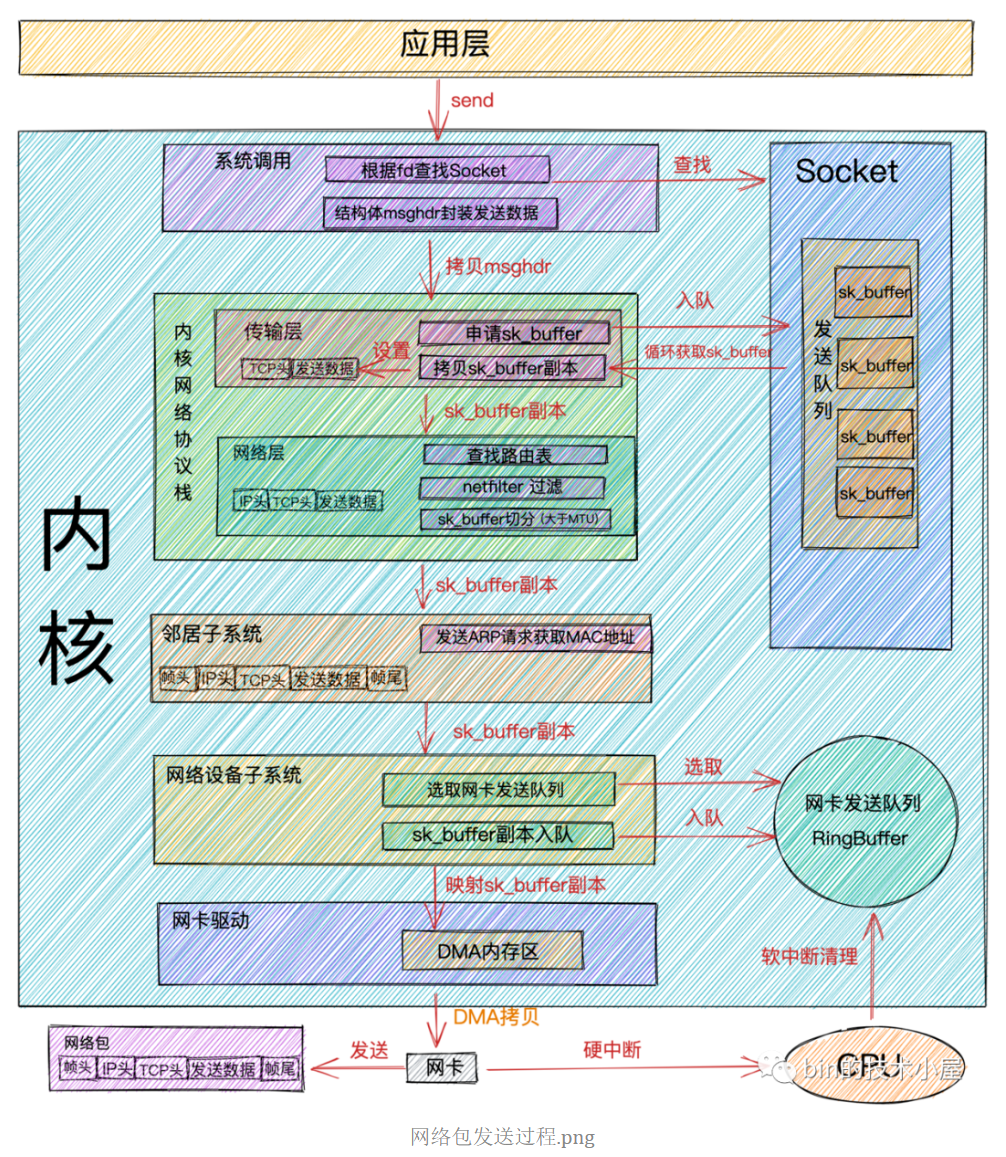 应用层
send
系统调用
根据fd查找Socket
查找
Socket
结构体msghdr封装发送数据
拷贝msghdr
内核网络协议栈
传输层
申请sk_buffer
入队
设置
TCP头 发送数据
拷贝sk_buffer副本
循环获取sk_buffer
发送队列
sk_buffer
sk_buffer
sk_buffer
sk_buffer
sk_buffer副本
网络层
查找路由表
netfilter 过滤
IP头 TCP头 发送数据
sk_buffer切分 (大于MTU)
内核
sk_buffer副本
邻居子系统
发送ARP请求获取MAC地址
帧头 IP头 TCP头 发送数据 帧尾
sk_buffer副本
网络设备子系统
选取网卡发送队列
选取
sk_buffer副本入队
入队
网卡发送队列
RingBuffer
映射sk_buffer副本
网卡驱动
DMA内存区
软中断清理
DMA拷贝
网络包
帧头 IP头 TCP头 发送数据 帧尾
发送
网卡
硬中断
CPU
bin的技术小屋
网络包发送过程.png